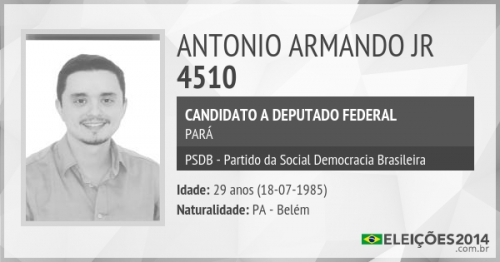 ANTONIO ARMANDO JR
4510
CANDIDATO A DEPUTADO FEDERAL
PARÁ
PSDB - Partido da Social Democracia Brasileira
Idade: 29 anos (18-07-1985)
Naturalidade: PA - Belém
ELEIÇÕES2014
.com.br